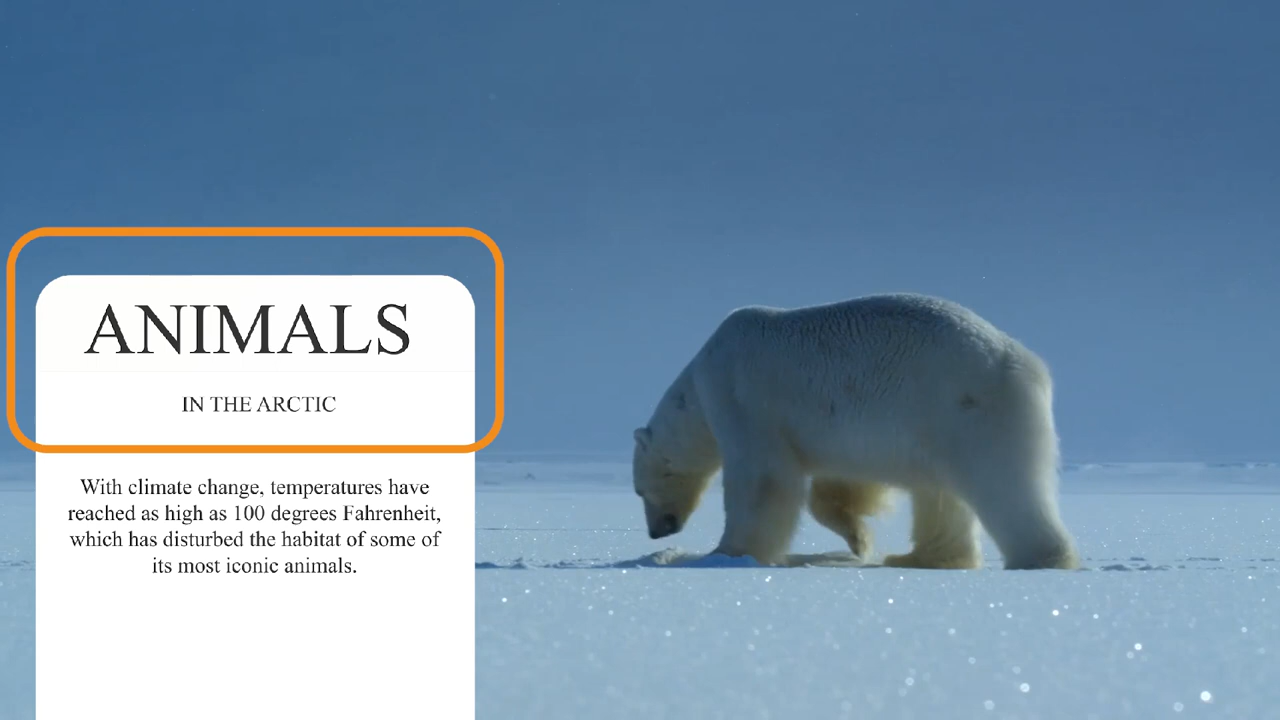 ANIMALS
IN THE ARCTIC
With climate change, temperatures have
reached as high as 100 degrees Fahrenheit,
which has disturbed the habitat of some of
its most iconic animals.